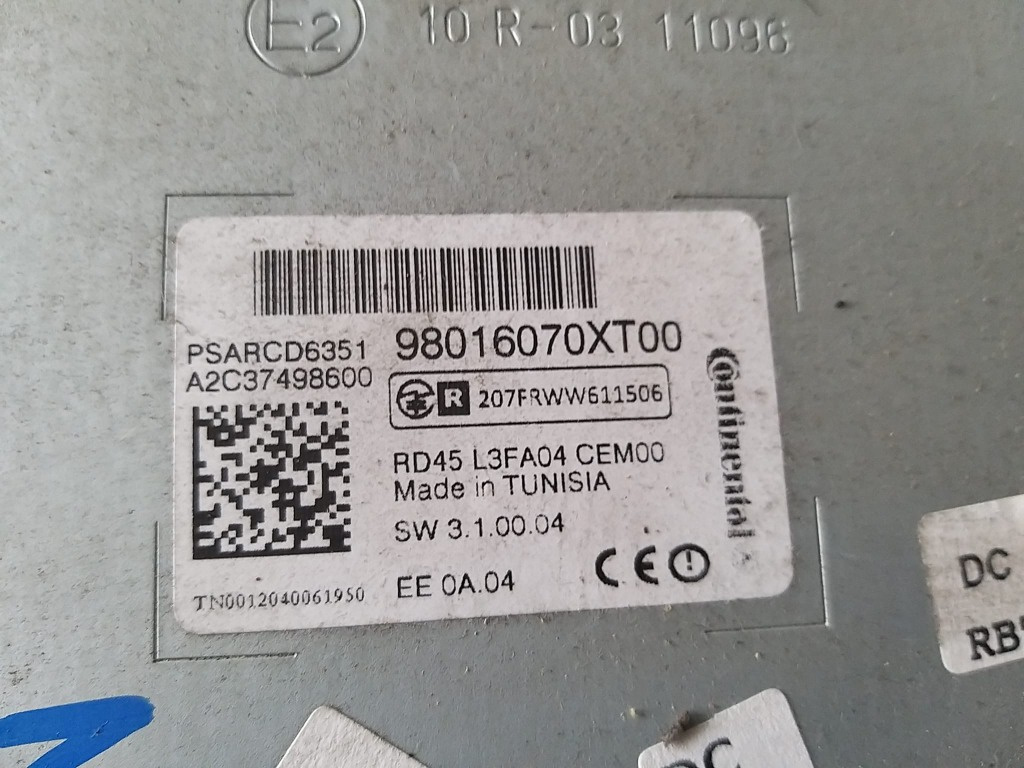 E2 10 R-03 11096
PSARCD6351 98016070XT00
A2C37498600
R 207FRWW611506
RD45 L3FA04 CEM00
Made in TUNISIA
SW 3.1.00.04
EE 0A.04
CE
TN0012040061950
Continental
DC
DC